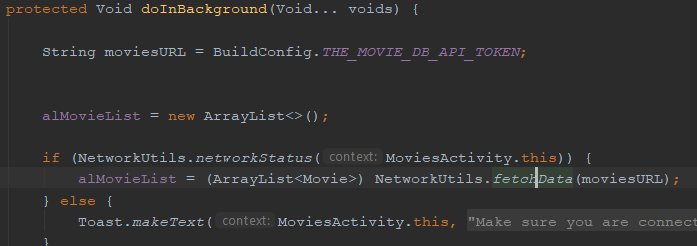 protected Void doInBackground(Void... voids) {
String moviesURL = BuildConfig.THE_MOVIE_DB_API_TOKEN;
alMovieList = new ArrayList<>();
if (NetworkUtils.networkStatus( context: MoviesActivity.this)) {
alMovieList = (ArrayList<Movie>) NetworkUtils.fetchData(moviesURL);
} else {
Toast.makeText( context: MoviesActivity.this, "Make sure you are connect
}